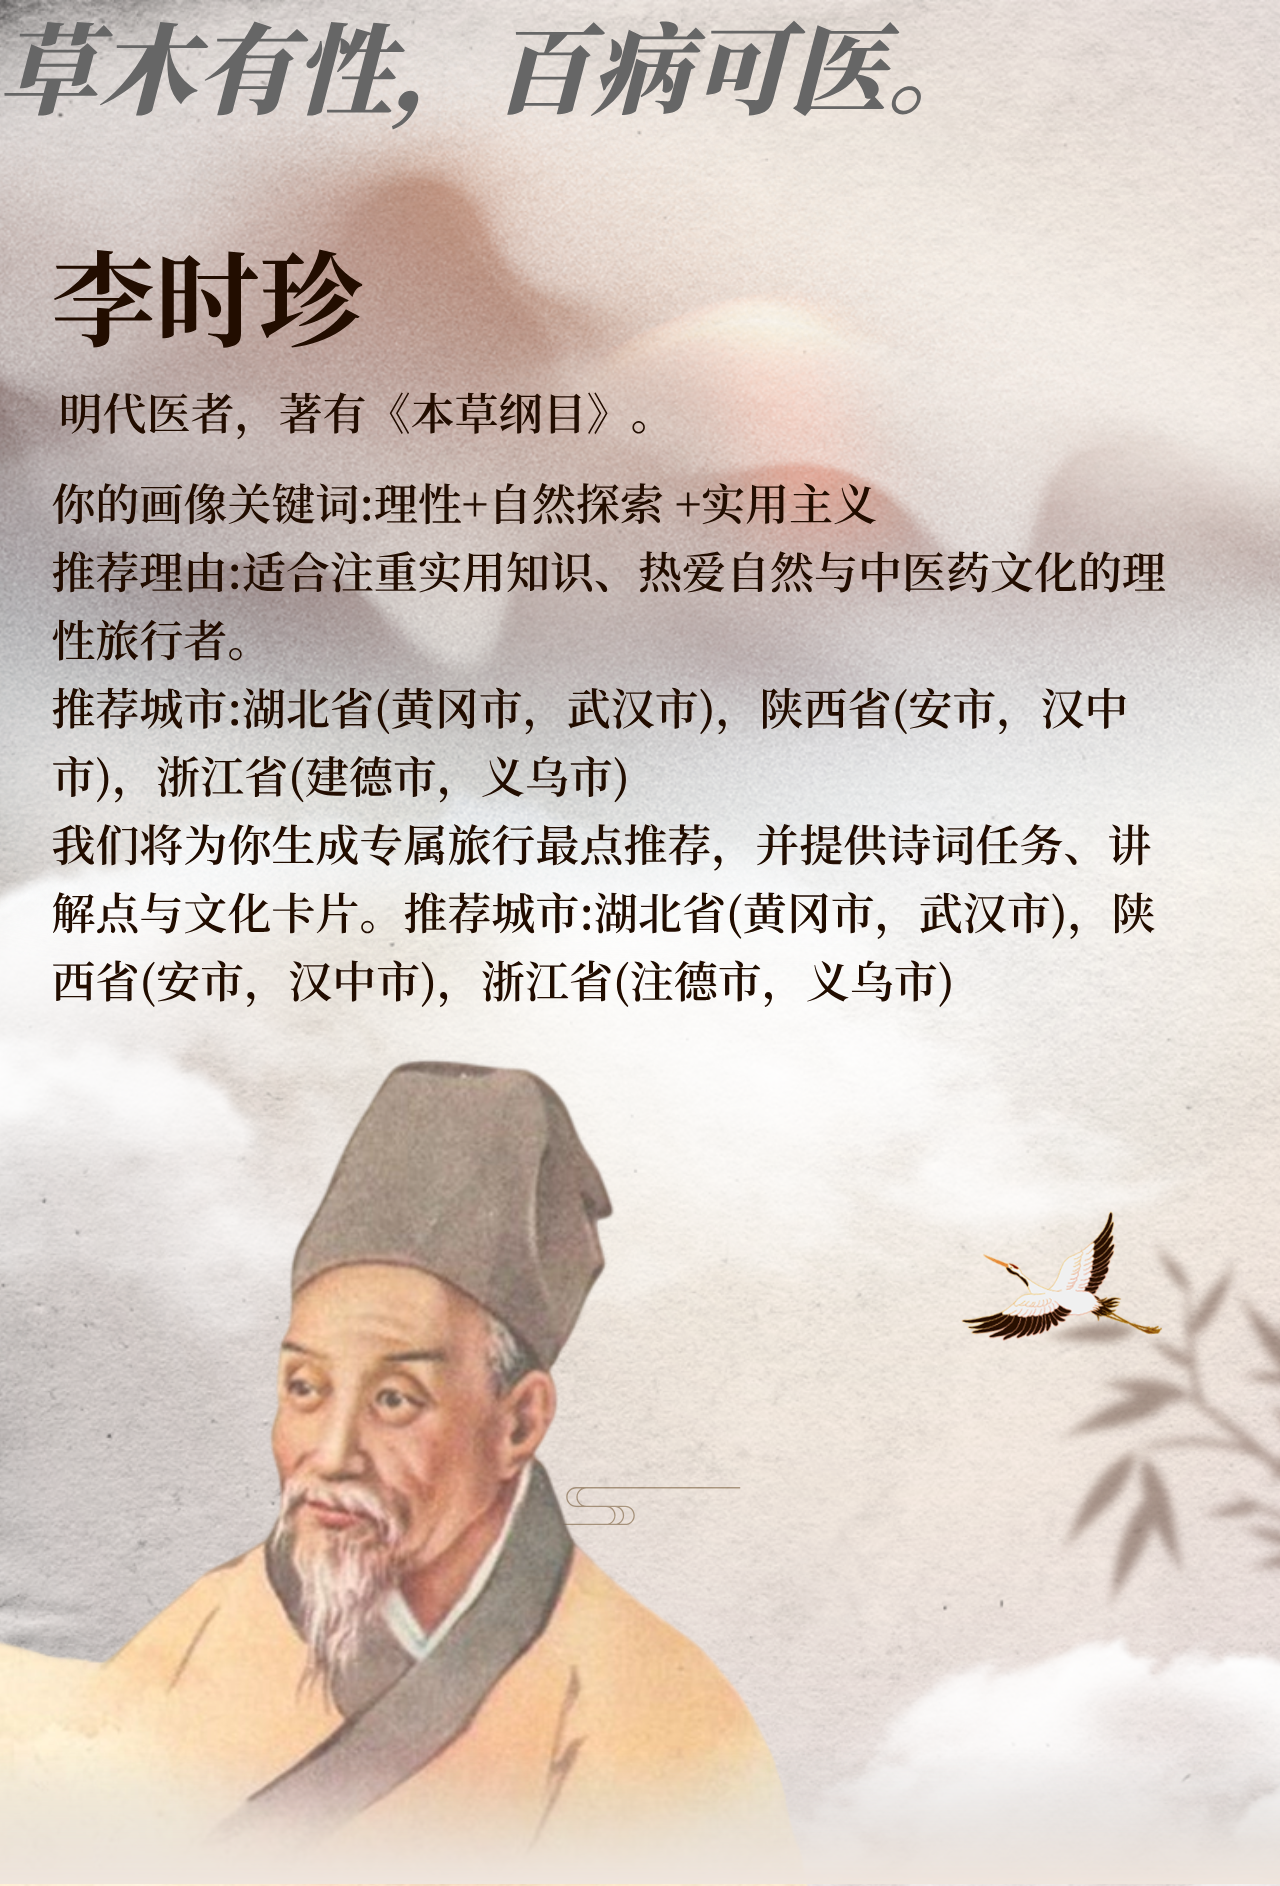 草木有性，百病可医。
李时珍
明代医者，著有《本草纲目》。
你的画像关键词:理性+自然探索 +实用主义
推荐理由:适合注重实用知识、热爱自然与中医药文化的理
性旅行者。
推荐城市:湖北省(黄冈市，武汉市)，陕西省(安市，汉中
市)，浙江省(建德市，义乌市)
我们将为你生成专属旅行最点推荐，并提供诗词任务、讲
解点与文化卡片。推荐城市:湖北省(黄冈市，武汉市)，陕
西省(安市，汉中市)，浙江省(注德市，义乌市)